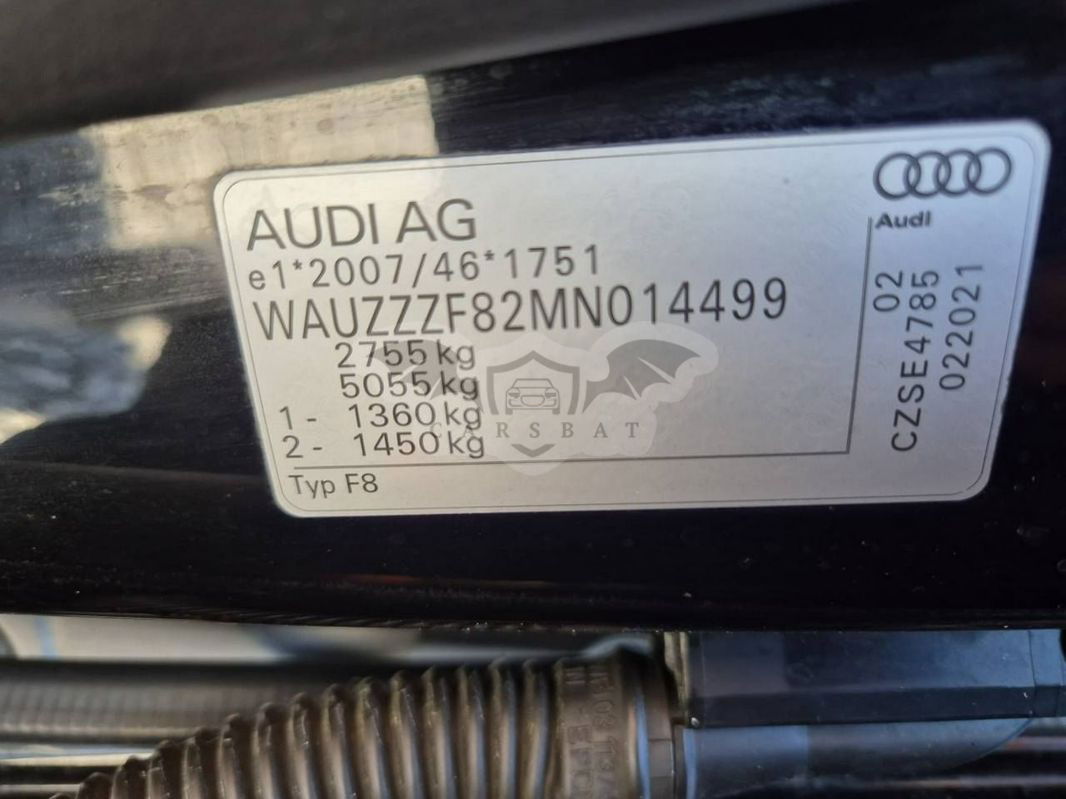 AUDI AG
e1*2007/46*1751
WAUZZZF82MN014499
2755 kg
5055 kg
1- 1360 kg
2- 1450 kg
Typ F8
Audi
02
CZSE4785
022021
CARSBAT